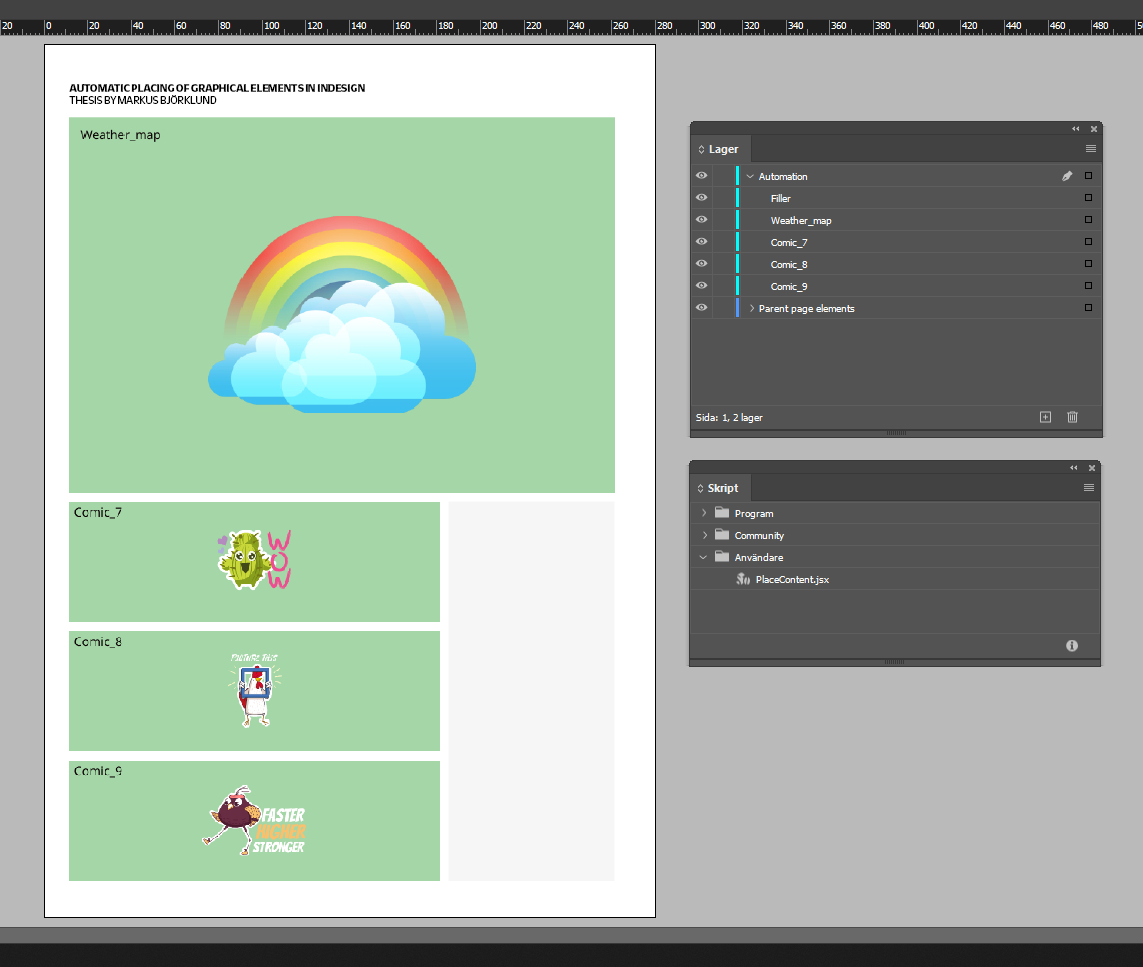 20 0 20 40 60 80 100 120 140 160 180 200 220 240 260 280 300 320 340 360 380 400 420 440 460 480
AUTOMATIC PLACING OF GRAPHICAL ELEMENTS IN INDESIGN
THESIS BY MARKUS BJÖRKLUND
Weather_map
Comic_7
WOW
Comic_8
PICTURE THIS
Comic_9
FASTER
HIGHER
STRONGER
Lager
Automation
Filler
Weather_map
Comic_7
Comic_8
Comic_9
Parent page elements
Sida: 1, 2 lager
Skript
Program
Community
Användare
PlaceContent.jsx